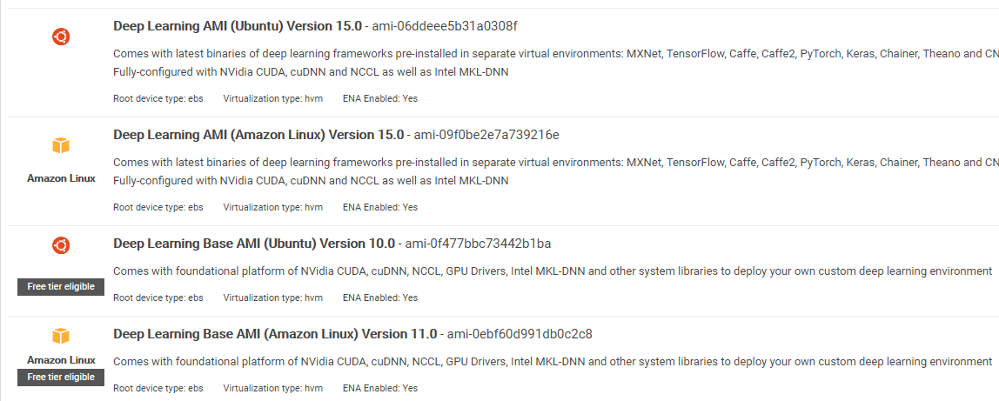 Deep Learning AMI (Ubuntu) Version 15.0 - ami-06ddeee5b31a0308f
Comes with latest binaries of deep learning frameworks pre-installed in separate virtual environments: MXNet, TensorFlow, Caffe, Caffe2, PyTorch, Keras, Chainer, Theano and CN
Fully-configured with NVidia CUDA, cuDNN and NCCL as well as Intel MKL-DNN
Root device type: ebs Virtualization type: hvm ENA Enabled: Yes
Deep Learning AMI (Amazon Linux) Version 15.0 - ami-09f0be2e7a739216e
Comes with latest binaries of deep learning frameworks pre-installed in separate virtual environments: MXNet, TensorFlow, Caffe, Caffe2, PyTorch, Keras, Chainer, Theano and CN
Amazon Linux
Fully-configured with NVidia CUDA, cuDNN and NCCL as well as Intel MKL-DNN
Root device type: ebs Virtualization type: hvm ENA Enabled: Yes
Deep Learning Base AMI (Ubuntu) Version 10.0 - ami-0f477bbc73442b1ba
Comes with foundational platform of NVidia CUDA, cuDNN, NCCL, GPU Drivers, Intel MKL-DNN and other system libraries to deploy your own custom deep learning environment
Free tier eligible
Root device type: ebs Virtualization type: hvm ENA Enabled: Yes
Deep Learning Base AMI (Amazon Linux) Version 11.0 - ami-0ebf60d991db0c2c8
Amazon Linux
Comes with foundational platform of NVidia CUDA, cuDNN, NCCL, GPU Drivers, Intel MKL-DNN and other system libraries to deploy your own custom deep learning environment
Free tier eligible
Root device type: ebs Virtualization type: hvm ENA Enabled: Yes